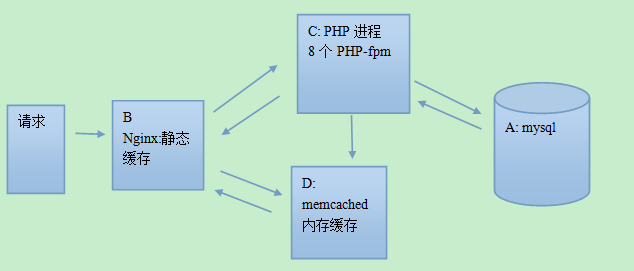 请求
B
Nginx:静态
缓存
C: PHP 进程
8 个 PHP-fpm
D:
memcached
内存缓存
A: mysql